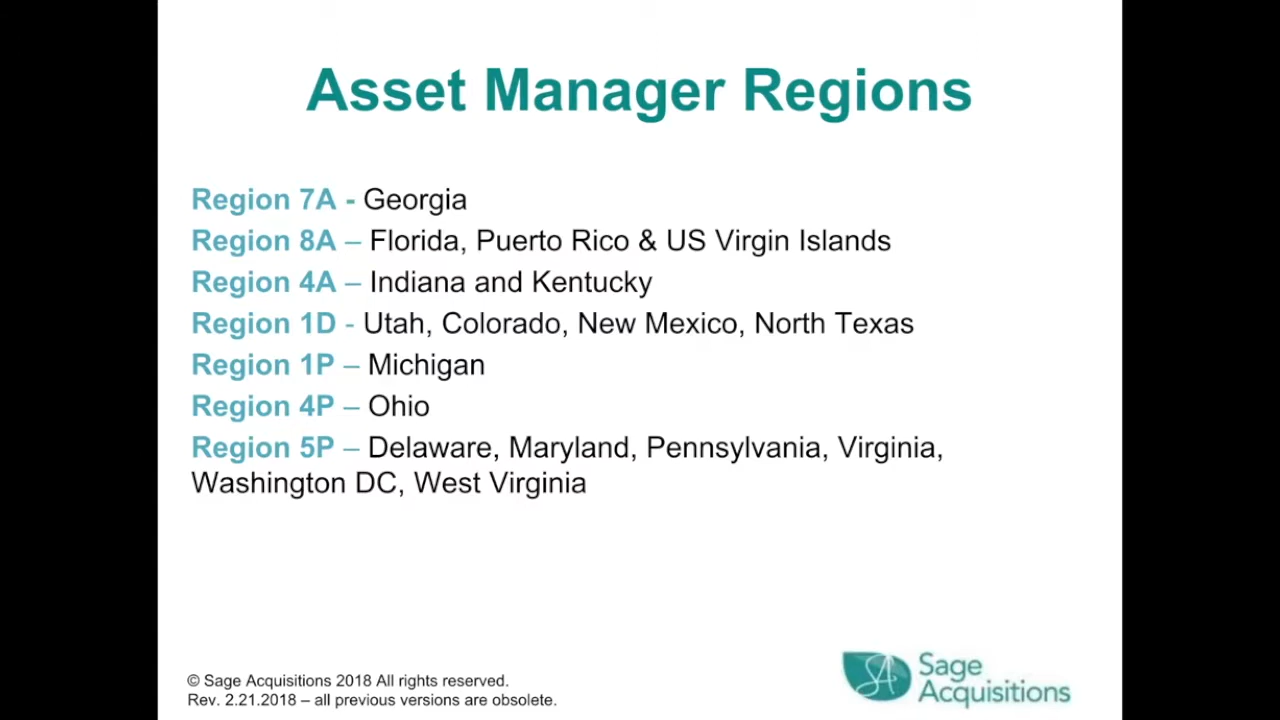 Asset Manager Regions
Region 7A - Georgia
Region 8A – Florida, Puerto Rico & US Virgin Islands
Region 4A – Indiana and Kentucky
Region 1D - Utah, Colorado, New Mexico, North Texas
Region 1P – Michigan
Region 4P – Ohio
Region 5P – Delaware, Maryland, Pennsylvania, Virginia,
Washington DC, West Virginia
© Sage Acquisitions 2018 All rights reserved.
Rev. 2.21.2018 – all previous versions are obsolete.
SA
Sage
Acquisitions